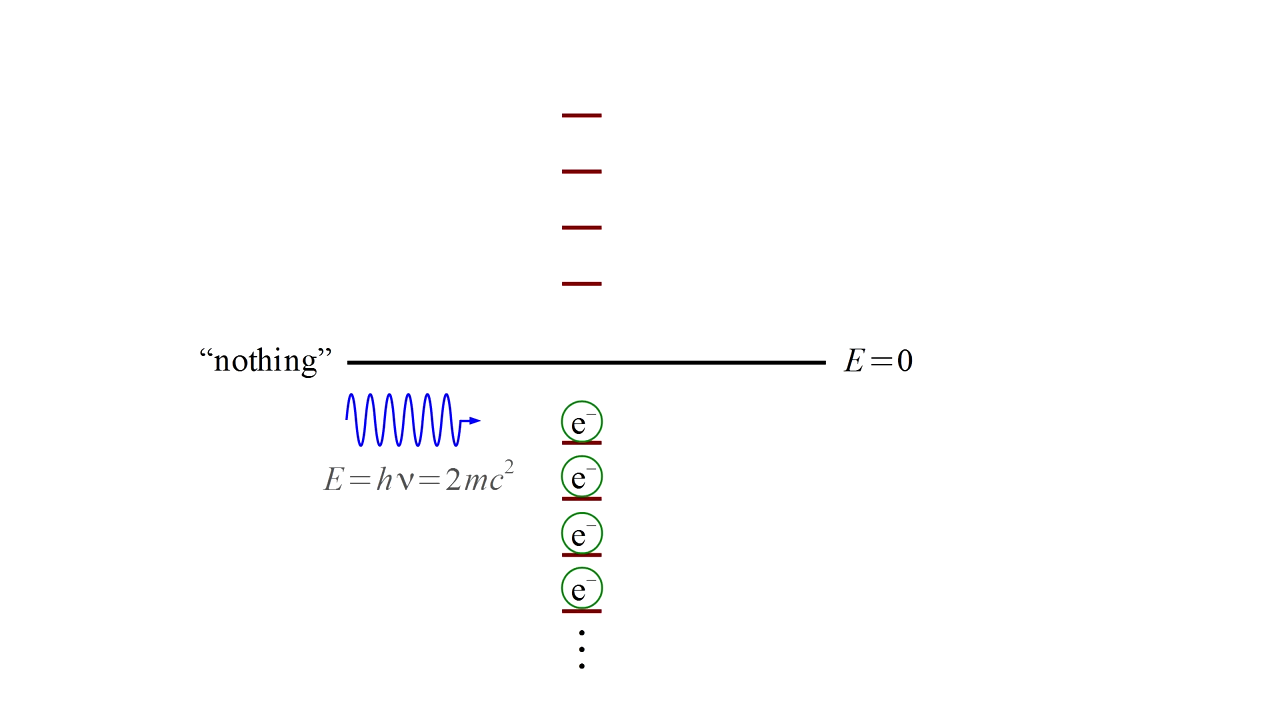 “nothing” E=0
e⁻
E=hν=2mc²
e⁻
e⁻
e⁻